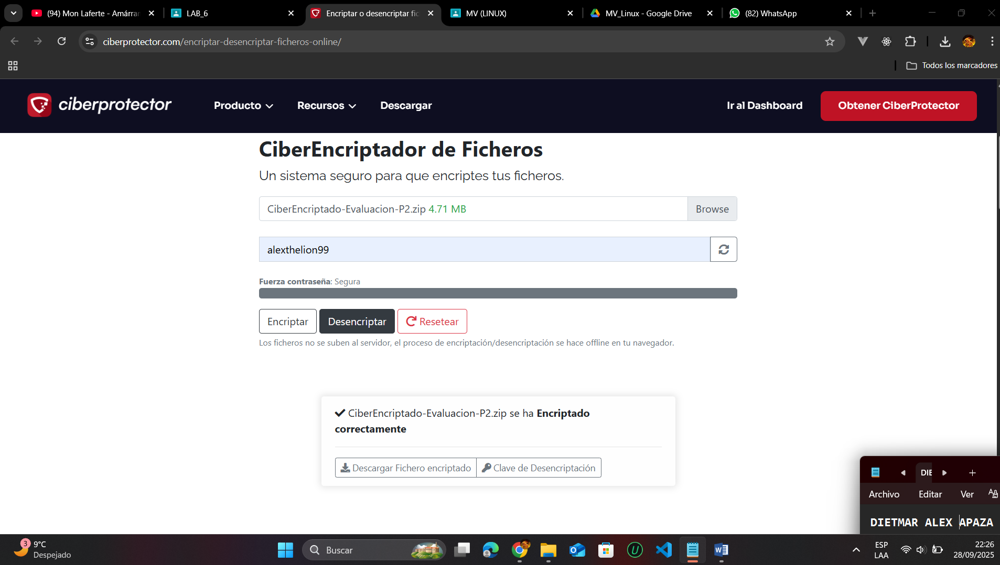 (94) Mon Laferte - Amárrar
LAB_6
Encriptar o desencriptar fic
MV (LINUX)
MV_Linux - Google Drive
(82) WhatsApp
ciberprotector.com/encriptar-desencriptar-ficheros-online/
Todos los marcadores
ciberprotector
Producto
Recursos
Descargar
Ir al Dashboard
Obtener CiberProtector
CiberEncriptador de Ficheros
Un sistema seguro para que encriptes tus ficheros.
CiberEncriptado-Evaluacion-P2.zip 4.71 MB
Browse
alexthelion99
Fuerza contraseña: Segura
Encriptar
Desencriptar
Resetear
Los ficheros no se suben al servidor, el proceso de encriptación/desencriptación se hace offline en tu navegador.
CiberEncriptado-Evaluacion-P2.zip se ha Encriptado
correctamente
Descargar Fichero encriptado
Clave de Desencriptación
DIE
Archivo
Editar
Ver
DIETMAR ALEX APAZA
3
9°C
Despejado
Buscar
ESP
LAA
22:26
28/09/2025